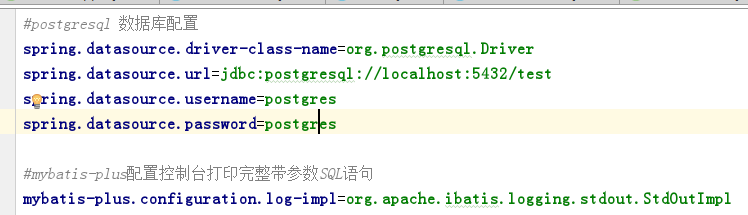 #postgresql 数据库配置
spring.datasource.driver-class-name=org.postgresql.Driver
spring.datasource.url=jdbc:postgresql://localhost:5432/test
spring.datasource.username=postgres
spring.datasource.password=postgres
#mybatis-plus配置控制台打印完整带参数SQL语句
mybatis-plus.configuration.log-impl=org.apache.ibatis.logging.stdout.StdOutImpl